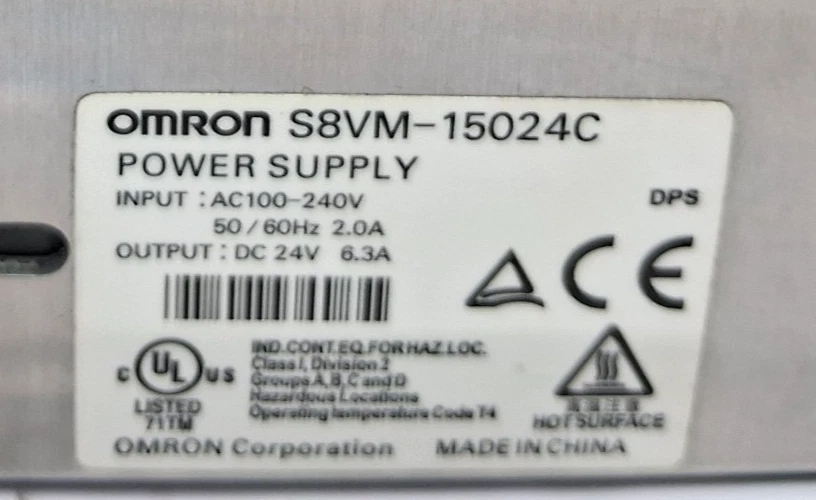 OMRON S8VM-15024C
POWER SUPPLY
INPUT : AC100-240V
50/60Hz 2.0A
DPS
OUTPUT : DC 24V 6.3A
CE
IND.CONT.EQ.FOR HAZ.LOC.
Class I, Division 2
Groups A, B, C and D
Hazardous Locations
Operating temperature Code T4
C UL US
LISTED
71TM
HOT SURFACE
OMRON Corporation MADE IN CHINA